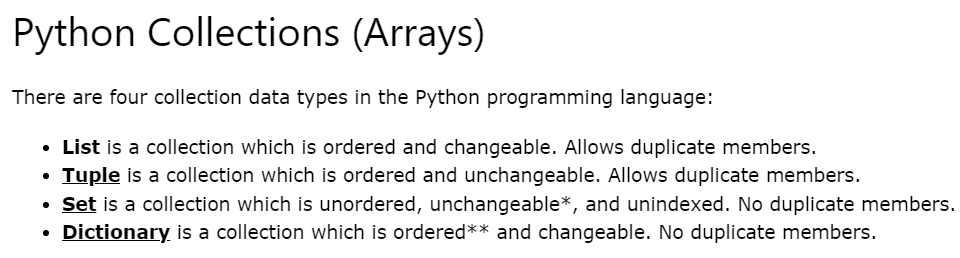 Python Collections (Arrays)
There are four collection data types in the Python programming language:
• List is a collection which is ordered and changeable. Allows duplicate members.
• Tuple is a collection which is ordered and unchangeable. Allows duplicate members.
• Set is a collection which is unordered, unchangeable*, and unindexed. No duplicate members.
• Dictionary is a collection which is ordered** and changeable. No duplicate members.